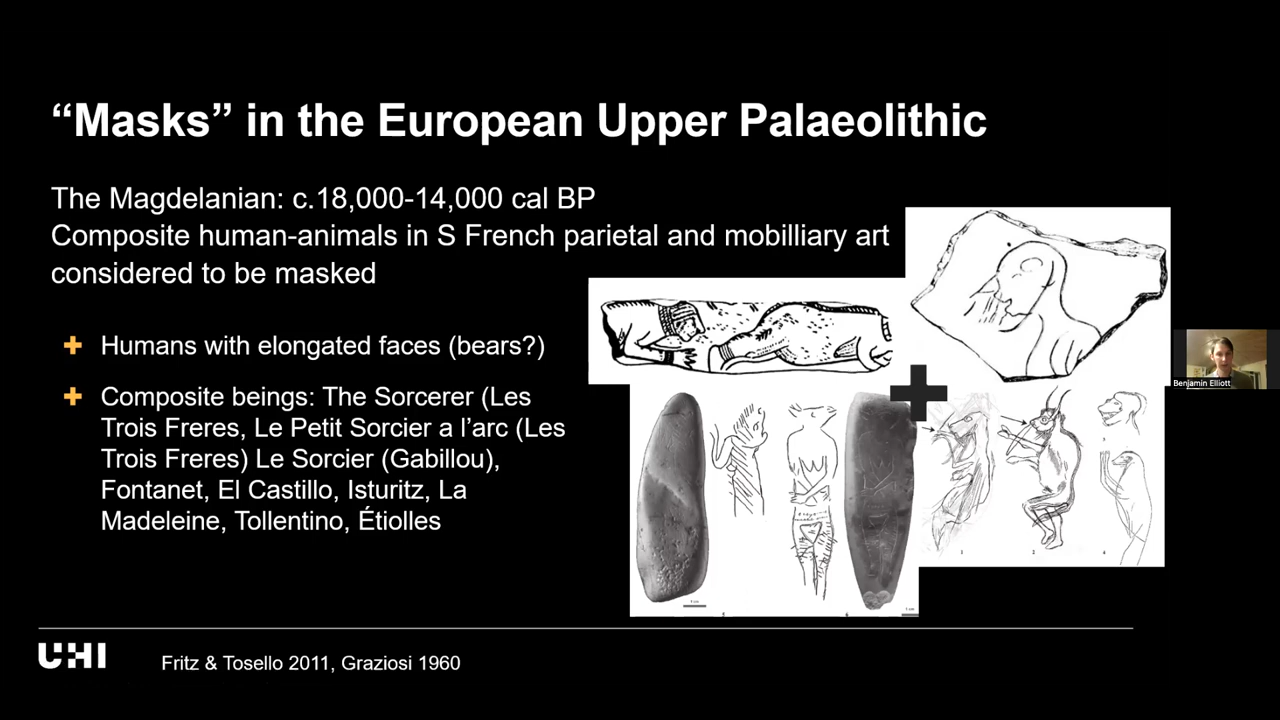 “Masks” in the European Upper Palaeolithic
The Magdelanian: c.18,000-14,000 cal BP
Composite human-animals in S French parietal and mobilliary art
considered to be masked
Humans with elongated faces (bears?)
Composite beings: The Sorcerer (Les
Trois Freres, Le Petit Sorcier a l’arc (Les
Trois Freres) Le Sorcier (Gabillou),
Fontanet, El Castillo, Isturitz, La
Madeleine, Tollentino, Étiolles
Benjamin Elliott
1
2
4
UHI
Fritz & Tosello 2011, Graziosi 1960